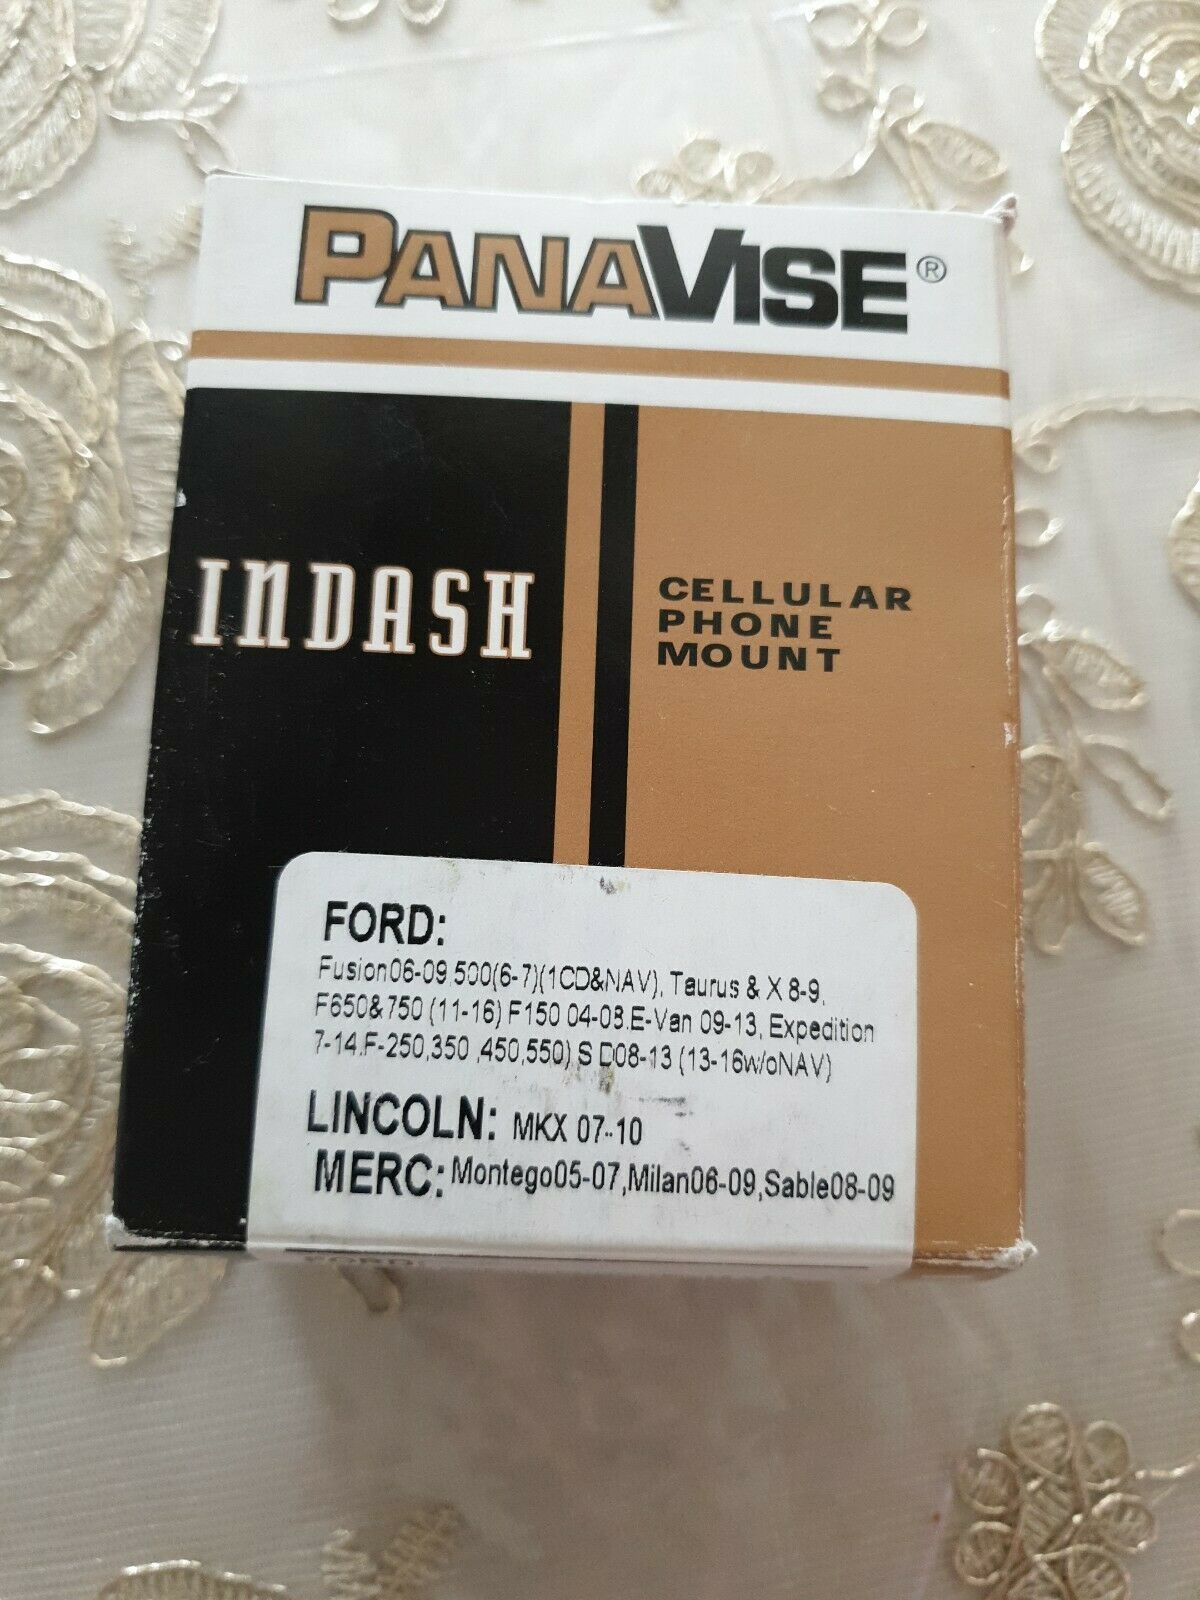 PANAVISE®
INDASH
CELLULAR
PHONE
MOUNT
FORD:
Fusion06-09,500(6-7)(1CD&NAV), Taurus & X 8-9,
F650&750 (11-16) F150 04-08.E-Van 09-13, Expedition
7-14.F-250,350 ,450,550) S D08-13 (13-16w/oNAV)
LINCOLN: MKX 07-10
MERC: Montego05-07,Milan06-09,Sable08-09
FORD: